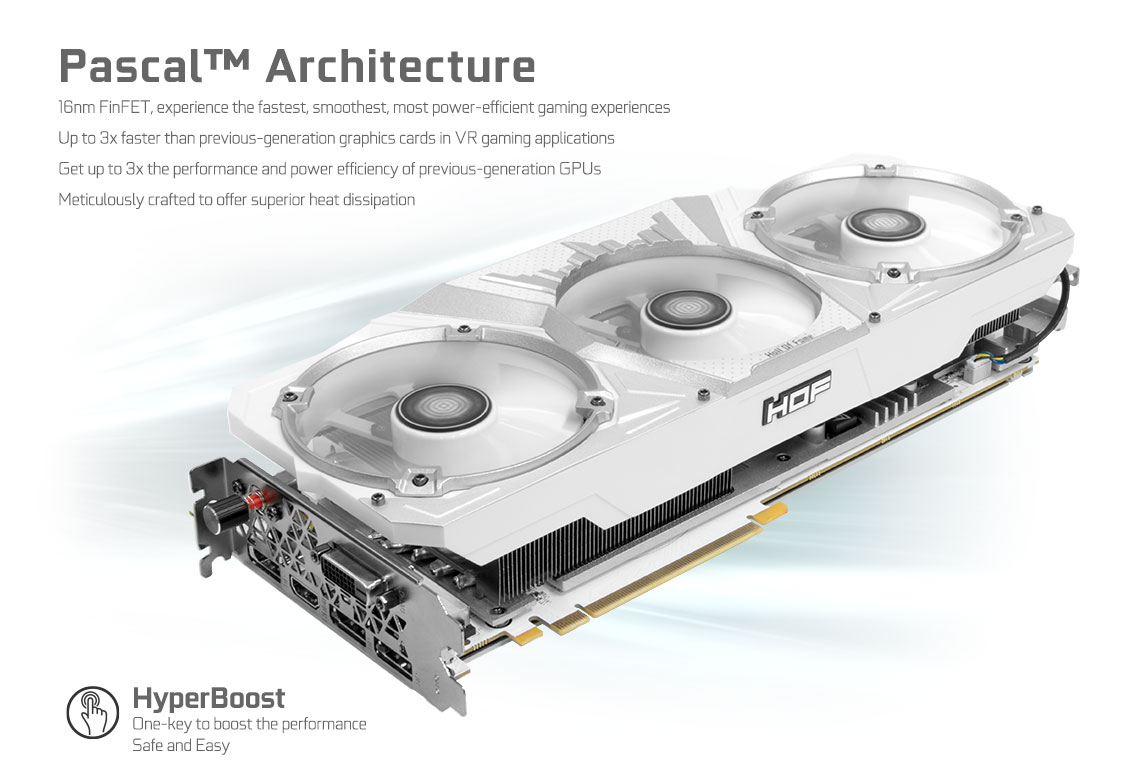 Pascal™ Architecture
16nm FinFET, experience the fastest, smoothest, most power-efficient gaming experiences
Up to 3x faster than previous-generation graphics cards in VR gaming applications
Get up to 3x the performance and power efficiency of previous-generation GPUs
Meticulously crafted to offer superior heat dissipation
Hall Of Fame
HOF
HyperBoost
One-key to boost the performance
Safe and Easy